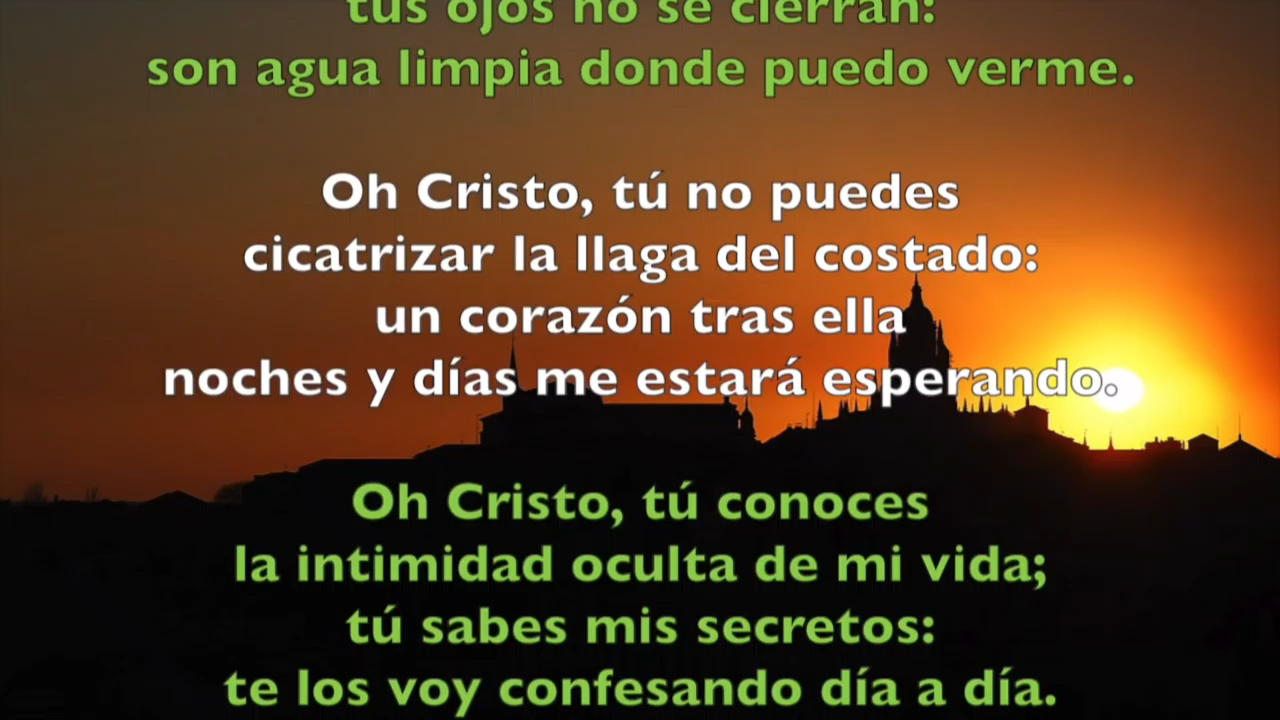 tus ojos no se cierran:
son agua limpia donde puedo verme.
Oh Cristo, tú no puedes
cicatrizar la llaga del costado:
un corazón tras ella
noches y días me estará esperando.
Oh Cristo, tú conoces
la intimidad oculta de mi vida;
tú sabes mis secretos:
te los voy confesando día a día.